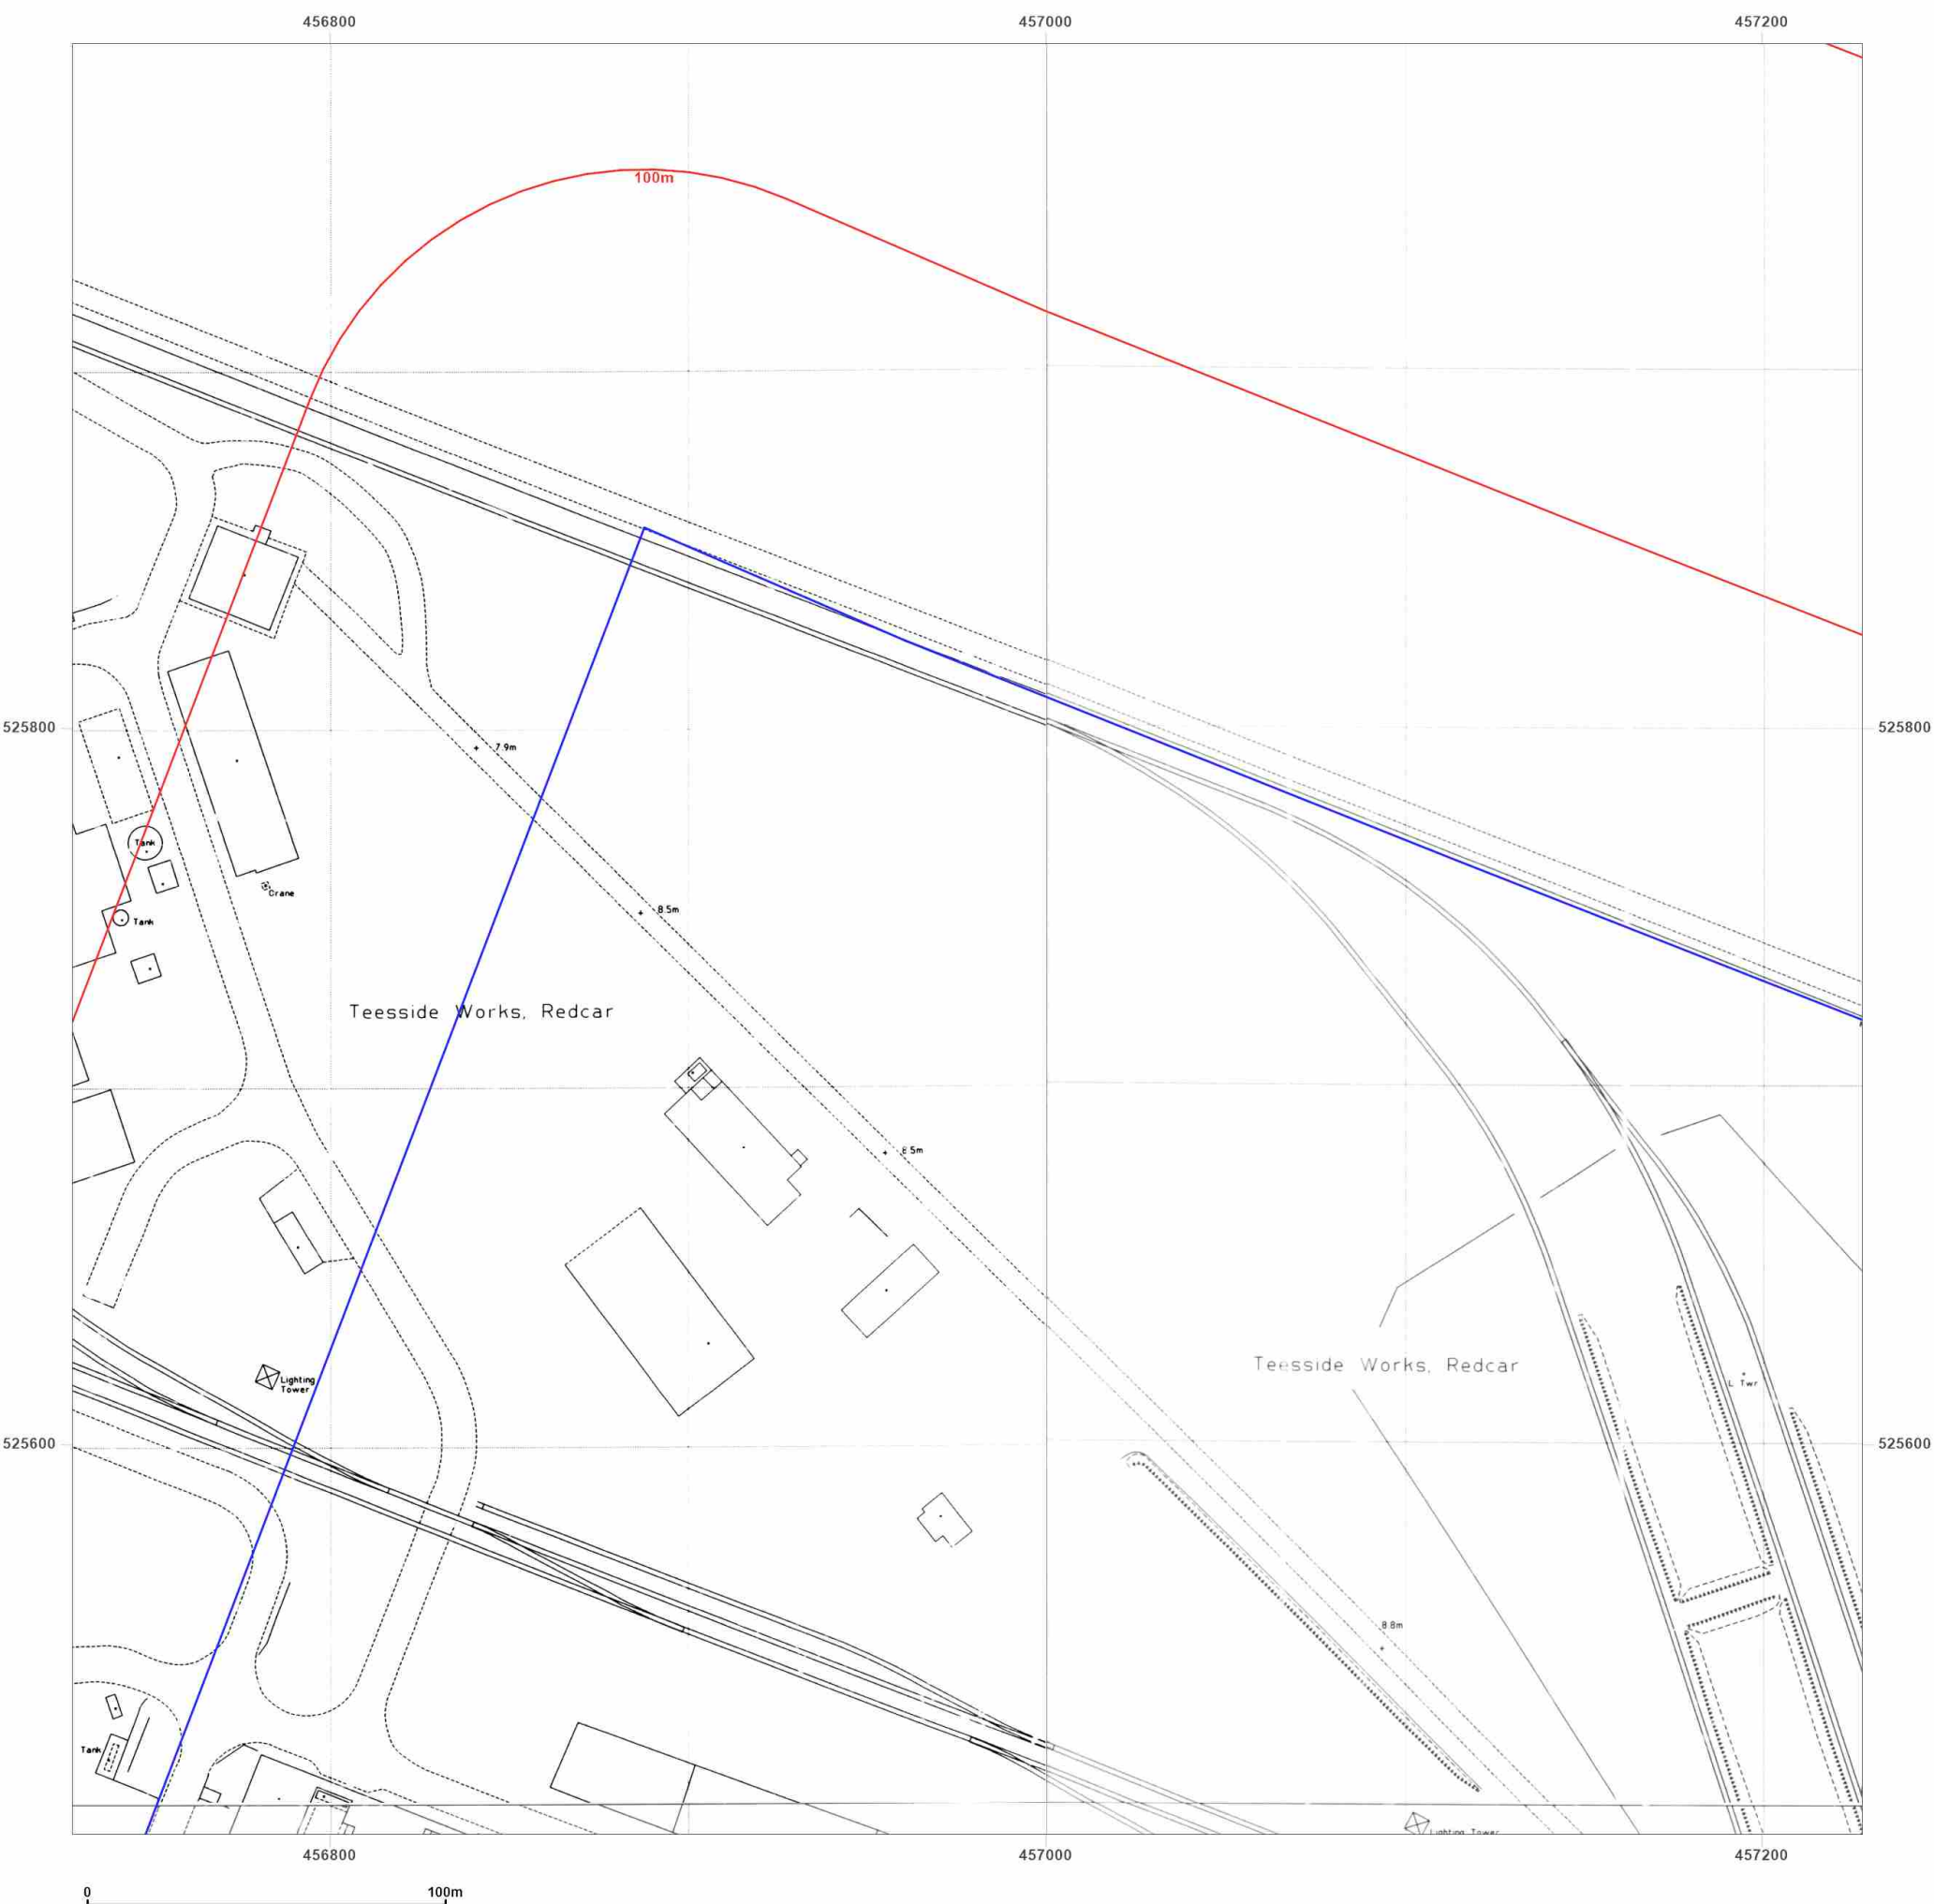 456800
457000
457200
100m
525800
525800
7.9m
Tank
Crane
8.5m
Tank
Teesside Works, Redcar
8.5m
Teesside Works, Redcar
Lighting
Tower
L Twr
525600
525600
8.8m
Tank
Lighting Tower
456800
457000
457200
0
100m